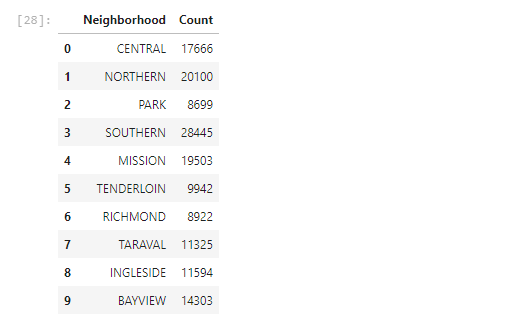 [28]:
Neighborhood Count
0 CENTRAL 17666
1 NORTHERN 20100
2 PARK 8699
3 SOUTHERN 28445
4 MISSION 19503
5 TENDERLOIN 9942
6 RICHMOND 8922
7 TARAVAL 11325
8 INGLESIDE 11594
9 BAYVIEW 14303